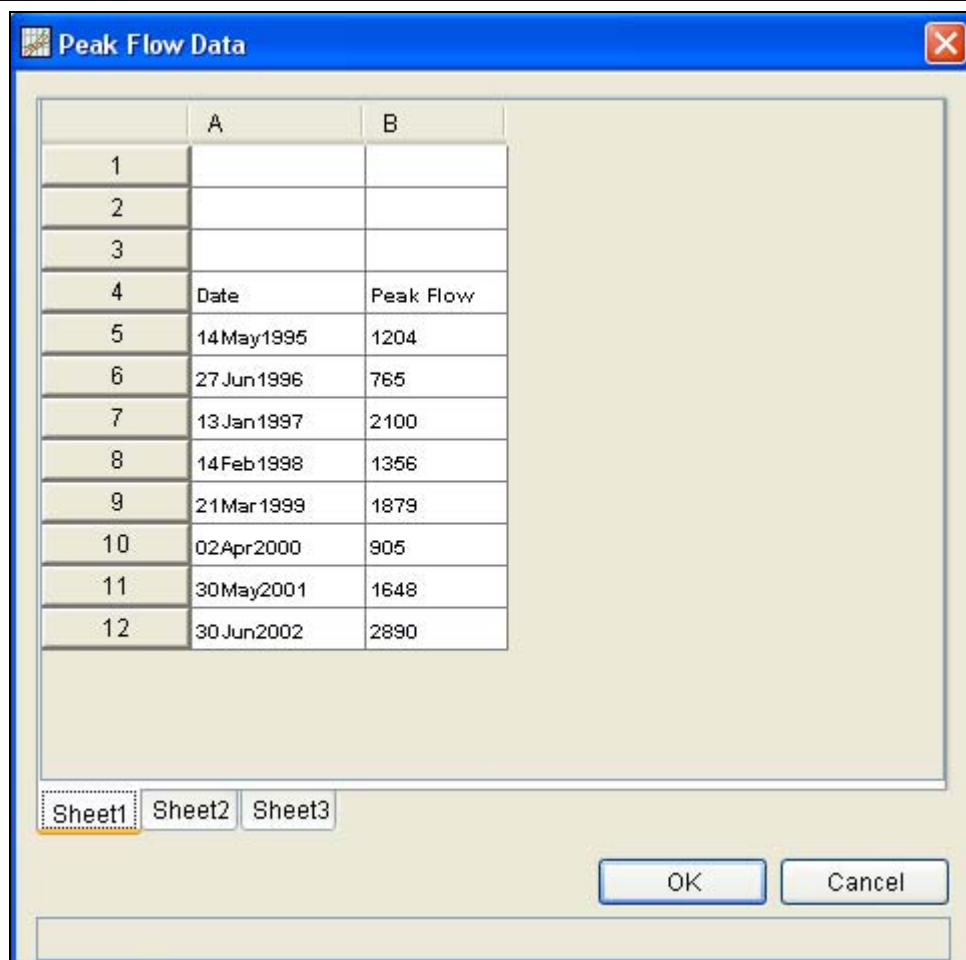 Peak Flow Data
A B
1
2
3
4 Date Peak Flow
5 14May1995 1204
6 27Jun1996 765
7 13Jan1997 2100
8 14Feb1998 1356
9 21Mar1999 1879
10 02Apr2000 905
11 30May2001 1648
12 30Jun2002 2890
Sheet1 Sheet2 Sheet3
OK Cancel